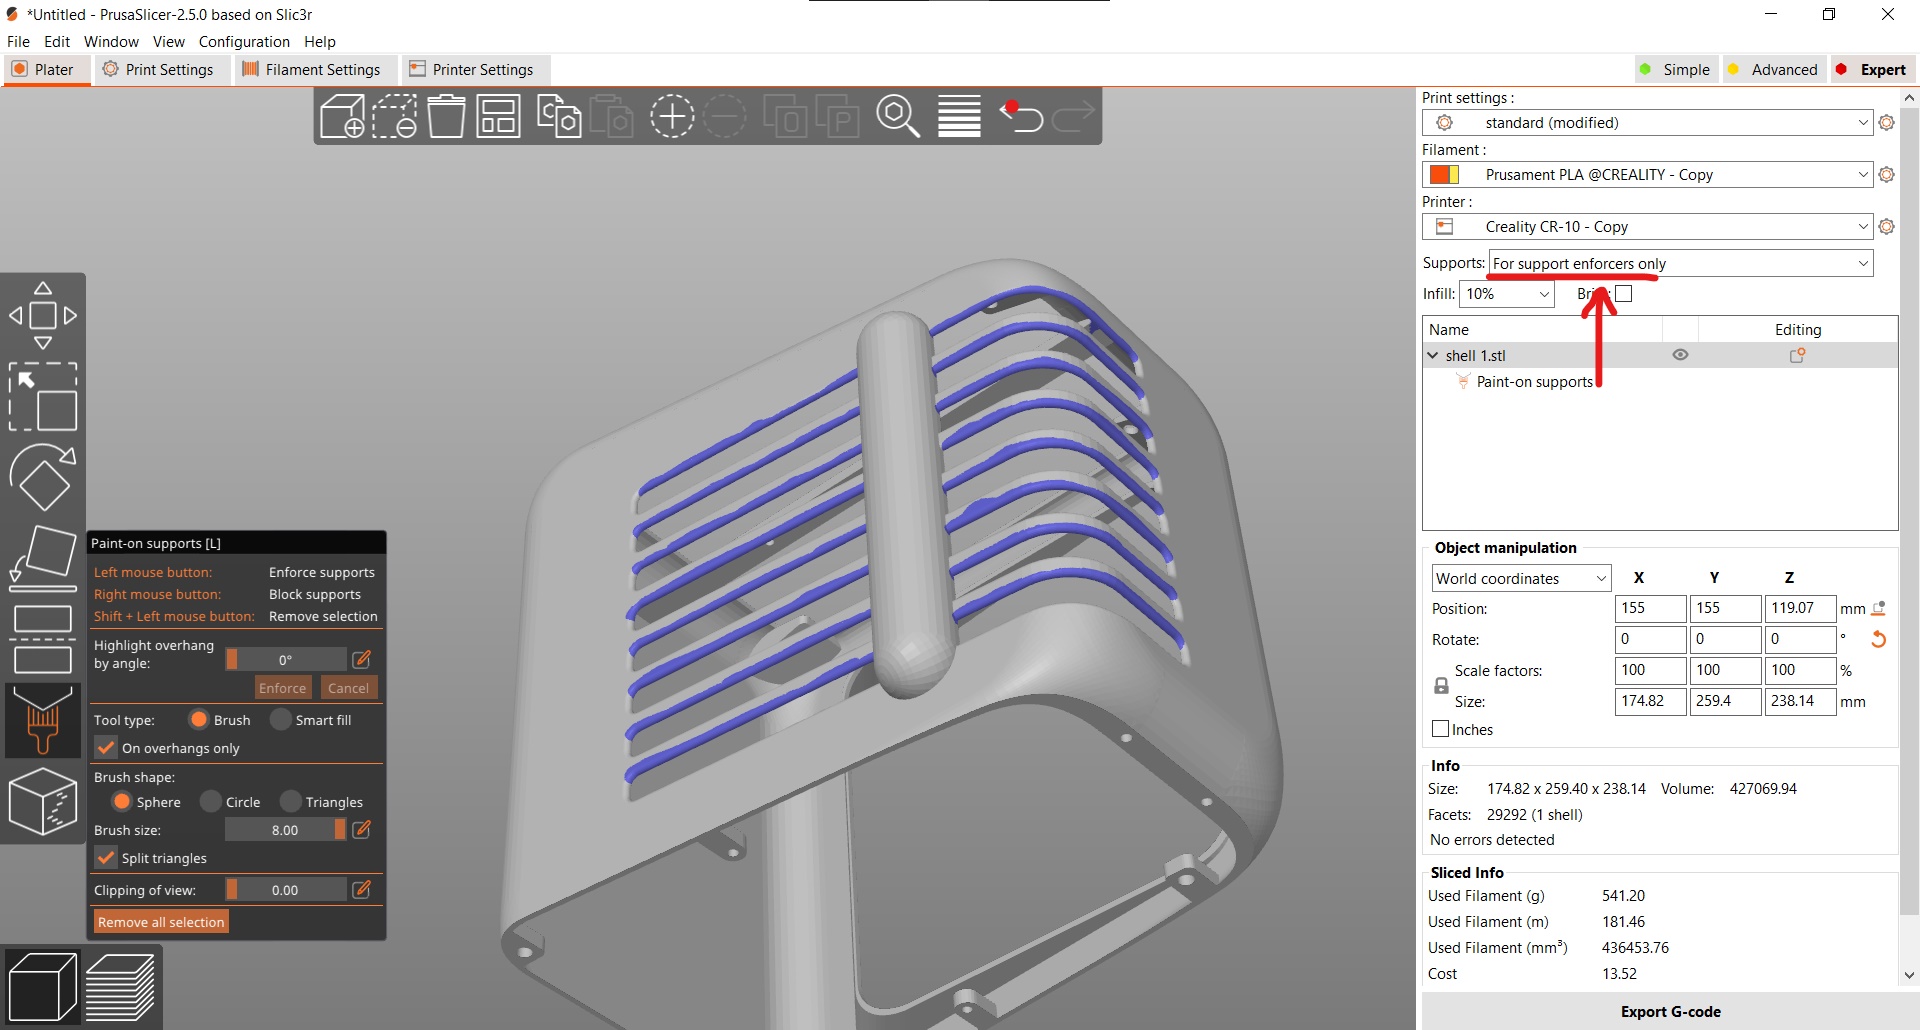 *Untitled - PrusaSlicer-2.5.0 based on Slic3r
File Edit Window View Configuration Help
Plater Print Settings Filament Settings Printer Settings Simple Advanced Expert
Print settings :
standard (modified)
Filament :
Prusament PLA @CREALITY - Copy
Printer :
Creality CR-10 - Copy
Supports: For support enforcers only
Infill: 10%
Name Editing
shell 1.stl
Paint-on supports
Paint-on supports [L]
Left mouse button: Enforce supports
Right mouse button: Block supports
Shift + Left mouse button: Remove selection
Highlight overhang
by angle: 0°
Enforce Cancel
Tool type: Brush Smart fill
On overhangs only
Brush shape:
Sphere Circle Triangles
Brush size: 8.00
Split triangles
Clipping of view: 0.00
Remove all selection
Object manipulation
World coordinates X Y Z
Position: 155 155 119.07 mm
Rotate: 0 0 0 °
Scale factors: 100 100 100 %
Size: 174.82 259.4 238.14 mm
Inches
Info
Size: 174.82 x 259.40 x 238.14 Volume: 427069.94
Facets: 29292 (1 shell)
No errors detected
Sliced Info
Used Filament (g) 541.20
Used Filament (m) 181.46
Used Filament (mm³) 436453.76
Cost 13.52
Export G-code